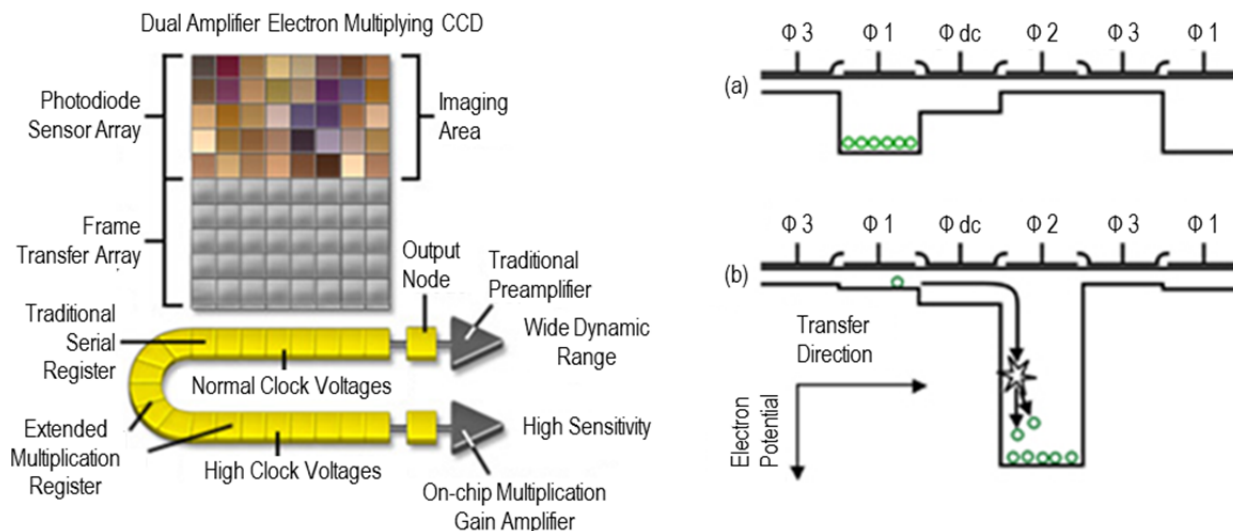 Dual Amplifier Electron Multiplying CCD
Photodiode
Sensor Array
Imaging
Area
Frame
Transfer Array
Output
Node
Traditional
Preamplifier
Traditional
Serial
Register
Wide Dynamic
Range
Normal Clock Voltages
Extended
Multiplication
Register
High Sensitivity
High Clock Voltages
On-chip Multiplication
Gain Amplifier
Φ 3 Φ 1 Φ dc Φ 2 Φ 3 Φ 1
(a)
Φ 3 Φ 1 Φ dc Φ 2 Φ 3 Φ 1
(b)
Transfer
Direction
Electron
Potential